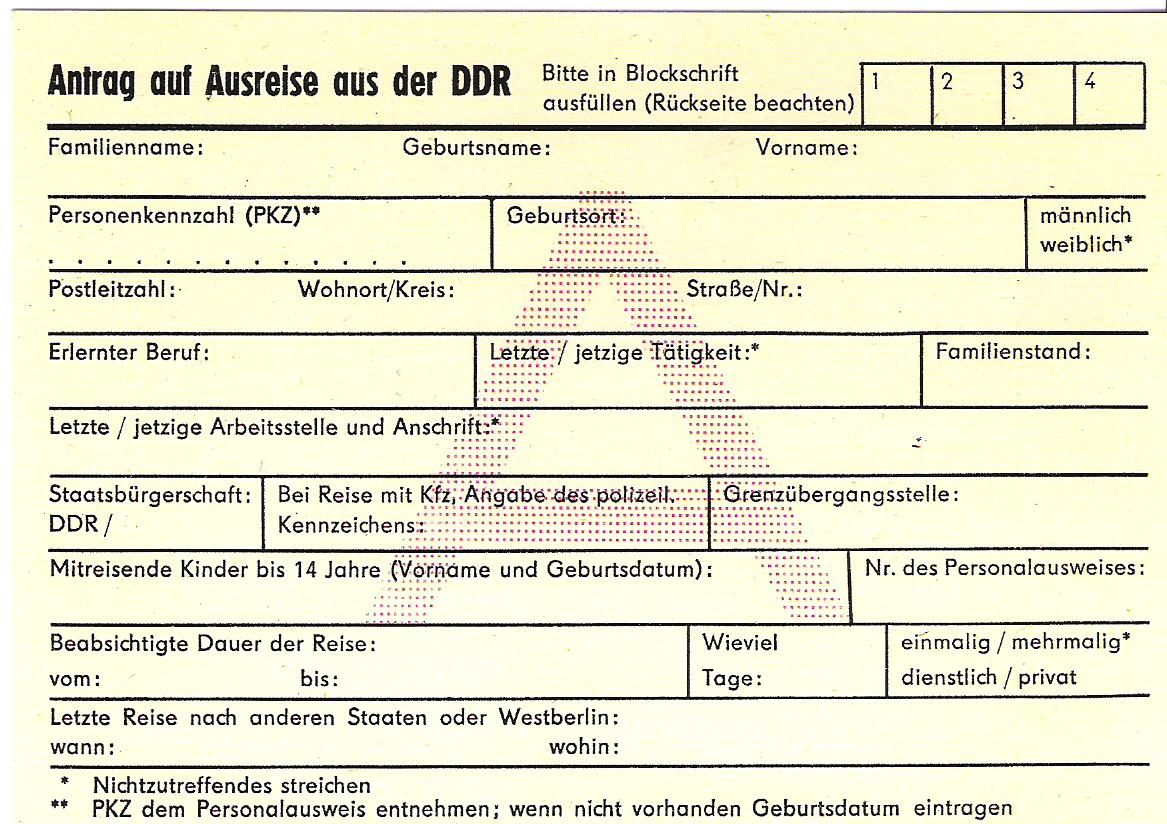 Antrag auf Ausreise aus der DDR
Bitte in Blockschrift
ausfüllen (Rückseite beachten)
1 2 3 4
Familienname: Geburtsname: Vorname:
Personenkennzahl (PKZ)** Geburtsort: männlich
weiblich*
. . . . . . . . . . . .
Postleitzahl: Wohnort/Kreis: Straße/Nr.:
Erlernter Beruf: Letzte / jetzige Tätigkeit:* Familienstand:
Letzte / jetzige Arbeitsstelle und Anschrift:*
Staatsbürgerschaft: Bei Reise mit Kfz, Angabe des polizeil. Grenzübergangsstelle:
DDR / Kennzeichens:
Mitreisende Kinder bis 14 Jahre (Vorname und Geburtsdatum): Nr. des Personalausweises:
Beabsichtigte Dauer der Reise: Wieviel einmalig / mehrmalig*
vom: bis: Tage: dienstlich / privat
Letzte Reise nach anderen Staaten oder Westberlin:
wann: wohin:
* Nichtzutreffendes streichen
** PKZ dem Personalausweis entnehmen; wenn nicht vorhanden Geburtsdatum eintragen
A